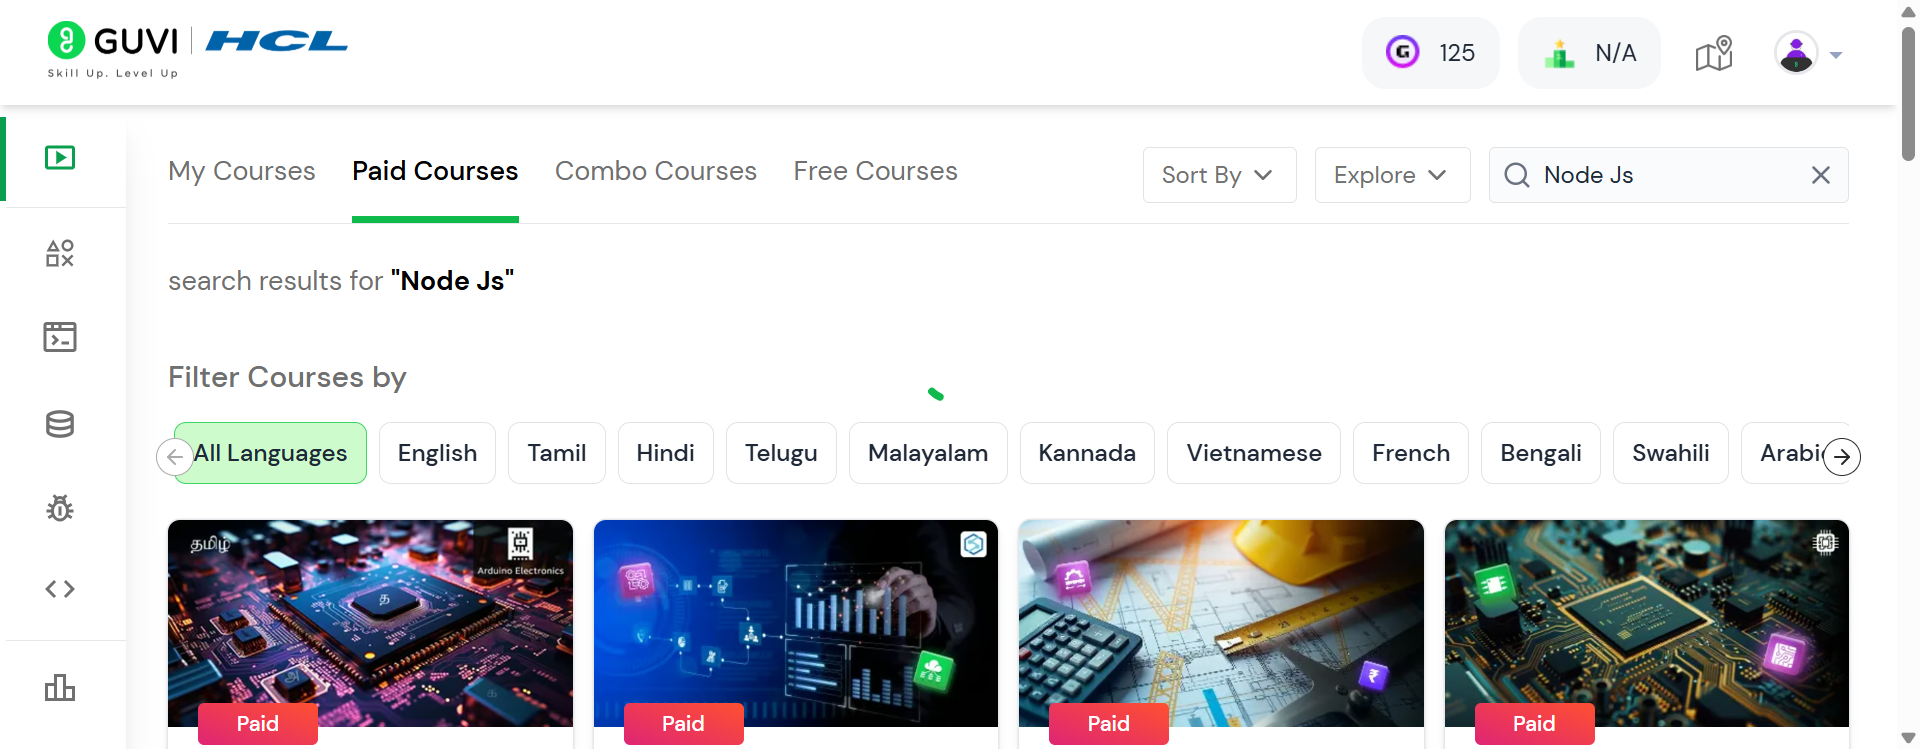 GUVI HCL
Skill Up. Level Up
125
N/A
My Courses
Paid Courses
Combo Courses
Free Courses
Sort By
Explore
Node Js
search results for "Node Js"
Filter Courses by
All Languages
English
Tamil
Hindi
Telugu
Malayalam
Kannada
Vietnamese
French
Bengali
Swahili
Arabic
தமிழ்
Arduino Electronics
த
Paid
Paid
Paid
Paid